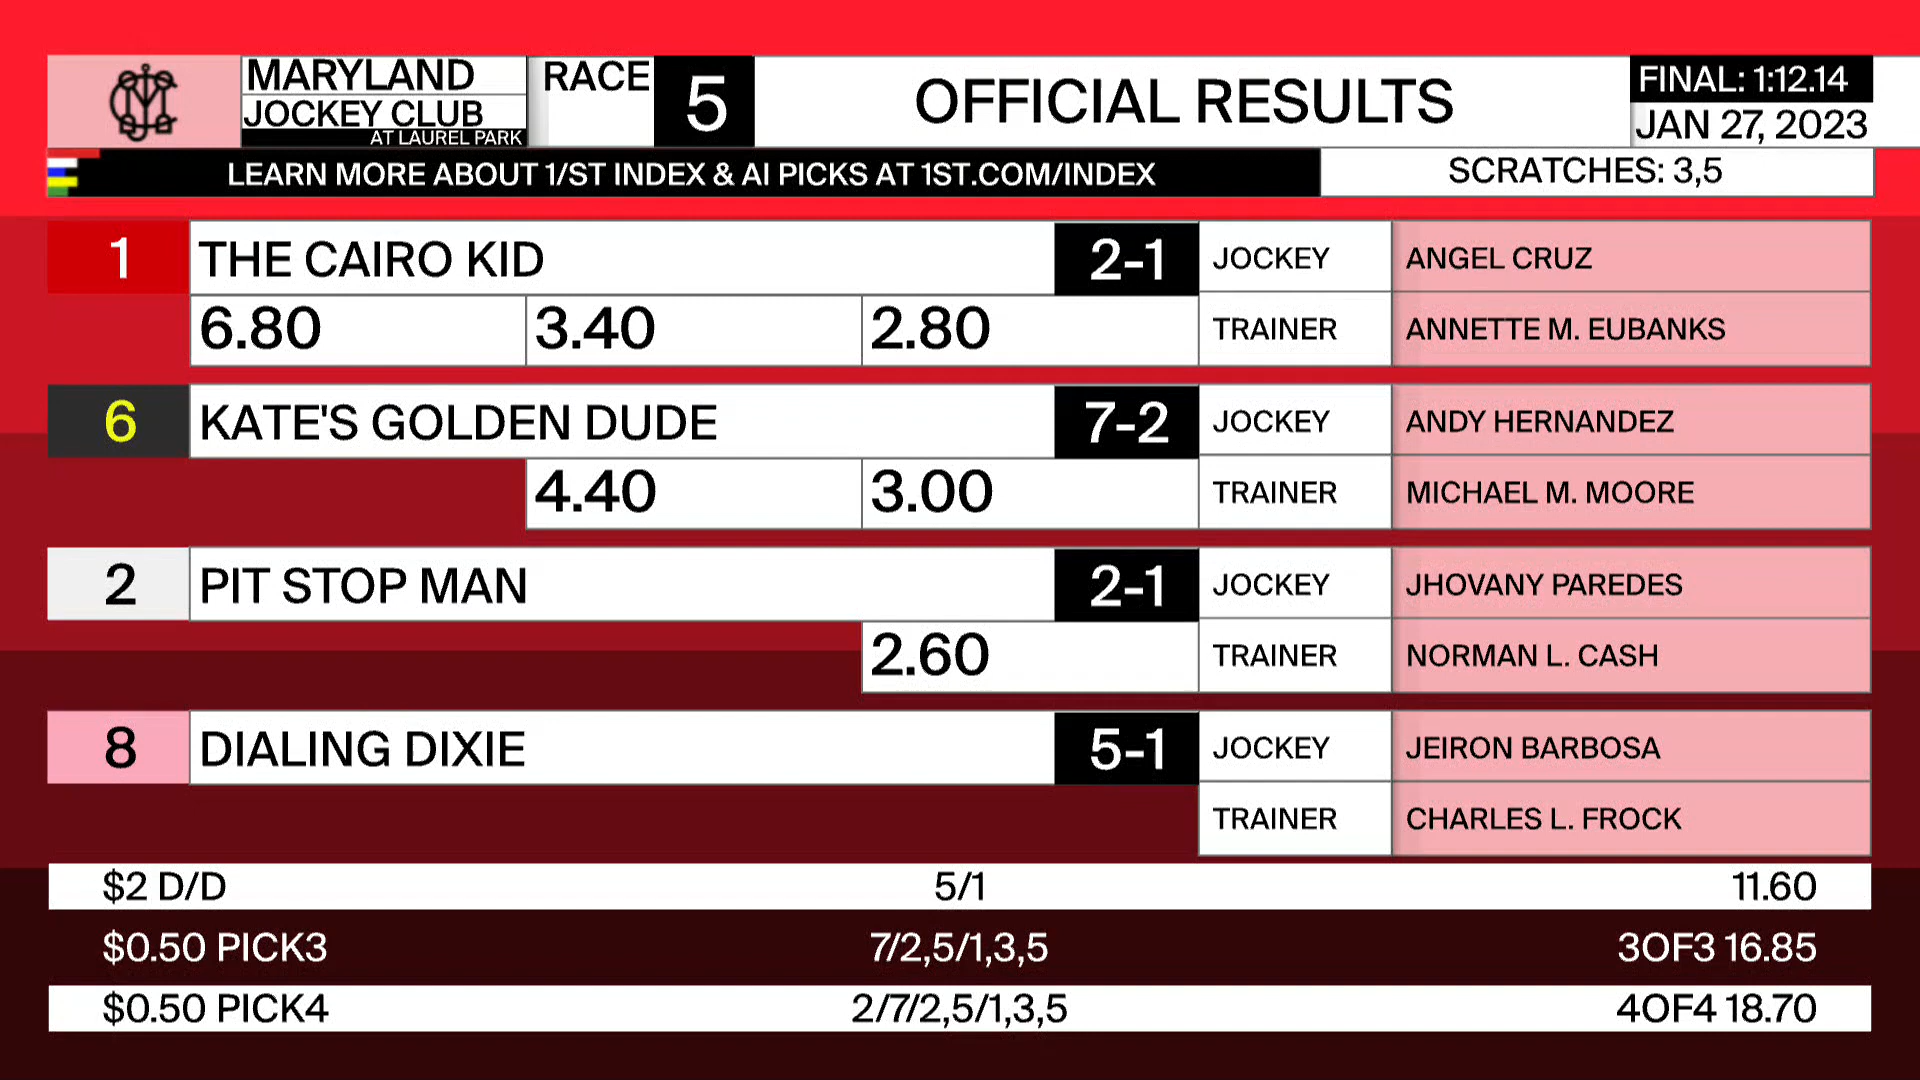 MARYLAND
JOCKEY CLUB
AT LAUREL PARK
RACE 5
OFFICIAL RESULTS
FINAL: 1:12.14
JAN 27, 2023
LEARN MORE ABOUT 1/ST INDEX & AI PICKS AT 1ST.COM/INDEX
SCRATCHES: 3,5
1 THE CAIRO KID 2-1 JOCKEY ANGEL CRUZ
6.80 3.40 2.80 TRAINER ANNETTE M. EUBANKS
6 KATE'S GOLDEN DUDE 7-2 JOCKEY ANDY HERNANDEZ
4.40 3.00 TRAINER MICHAEL M. MOORE
2 PIT STOP MAN 2-1 JOCKEY JHOVANY PAREDES
2.60 TRAINER NORMAN L. CASH
8 DIALING DIXIE 5-1 JOCKEY JEIRON BARBOSA
TRAINER CHARLES L. FROCK
$2 D/D 5/1 11.60
$0.50 PICK3 7/2,5/1,3,5 3OF3 16.85
$0.50 PICK4 2/7/2,5/1,3,5 4OF4 18.70